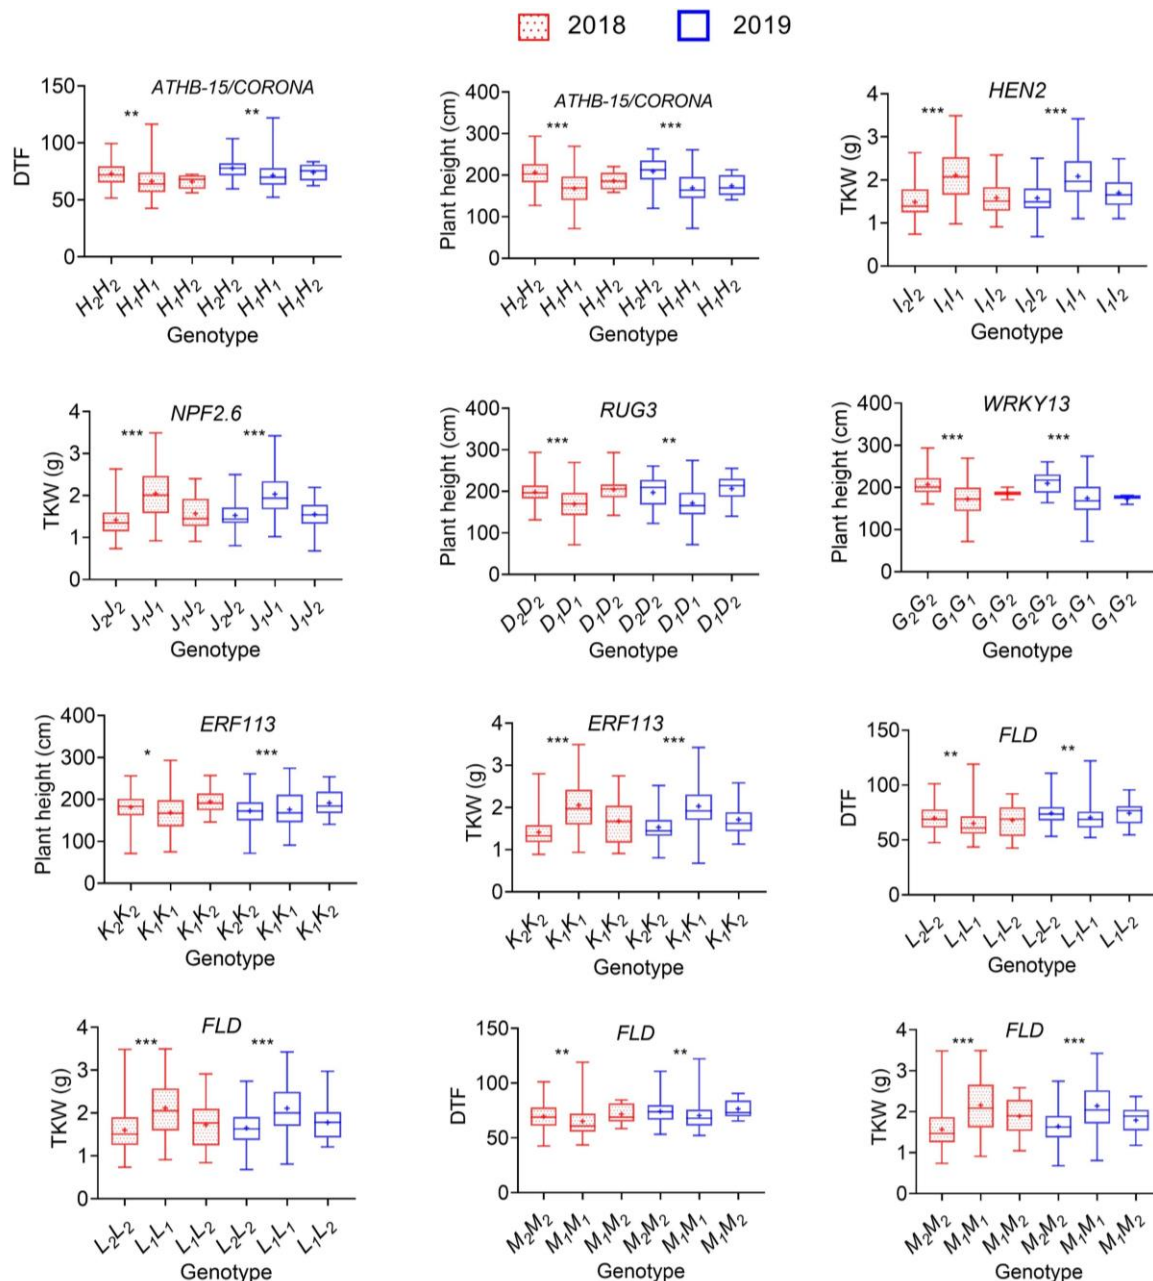 2018 2019
ATHB-15/CORONA
**
**
DTF
150
100
50
0
H2H2 H1H1 H1H2 H2H2 H1H1 H1H2
Genotype
ATHB-15/CORONA
***
***
Plant height (cm)
400
300
200
100
0
H2H2 H1H1 H1H2 H2H2 H1H1 H1H2
Genotype
HEN2
***
***
TKW (g)
4
3
2
1
0
I2I2 I1I1 I1I2 I2I2 I1I1 I1I2
Genotype
NPF2.6
***
***
TKW (g)
4
3
2
1
0
J2J2 J1J1 J1J2 J2J2 J1J1 J1J2
Genotype
RUG3
***
**
Plant height (cm)
400
300
200
100
0
D2D2 D1D1 D1D2 D2D2 D1D1 D1D2
Genotype
WRKY13
***
***
Plant height (cm)
400
300
200
100
0
G2G2 G1G1 G1G2 G2G2 G1G1 G1G2
Genotype
ERF113
*
***
Plant height (cm)
400
300
200
100
0
K2K2 K1K1 K1K2 K2K2 K1K1 K1K2
Genotype
ERF113
***
***
TKW (g)
4
3
2
1
0
K2K2 K1K1 K1K2 K2K2 K1K1 K1K2
Genotype
FLD
**
**
DTF
150
100
50
0
L2L2 L1L1 L1L2 L2L2 L1L1 L1L2
Genotype
FLD
***
***
TKW (g)
4
3
2
1
0
L2L2 L1L1 L1L2 L2L2 L1L1 L1L2
Genotype
FLD
**
**
DTF
150
100
50
0
M2M2 M1M1 M1M2 M2M2 M1M1 M1M2
Genotype
FLD
***
***
TKW (g)
4
3
2
1
0
M2M2 M1M1 M1M2 M2M2 M1M1 M1M2
Genotype